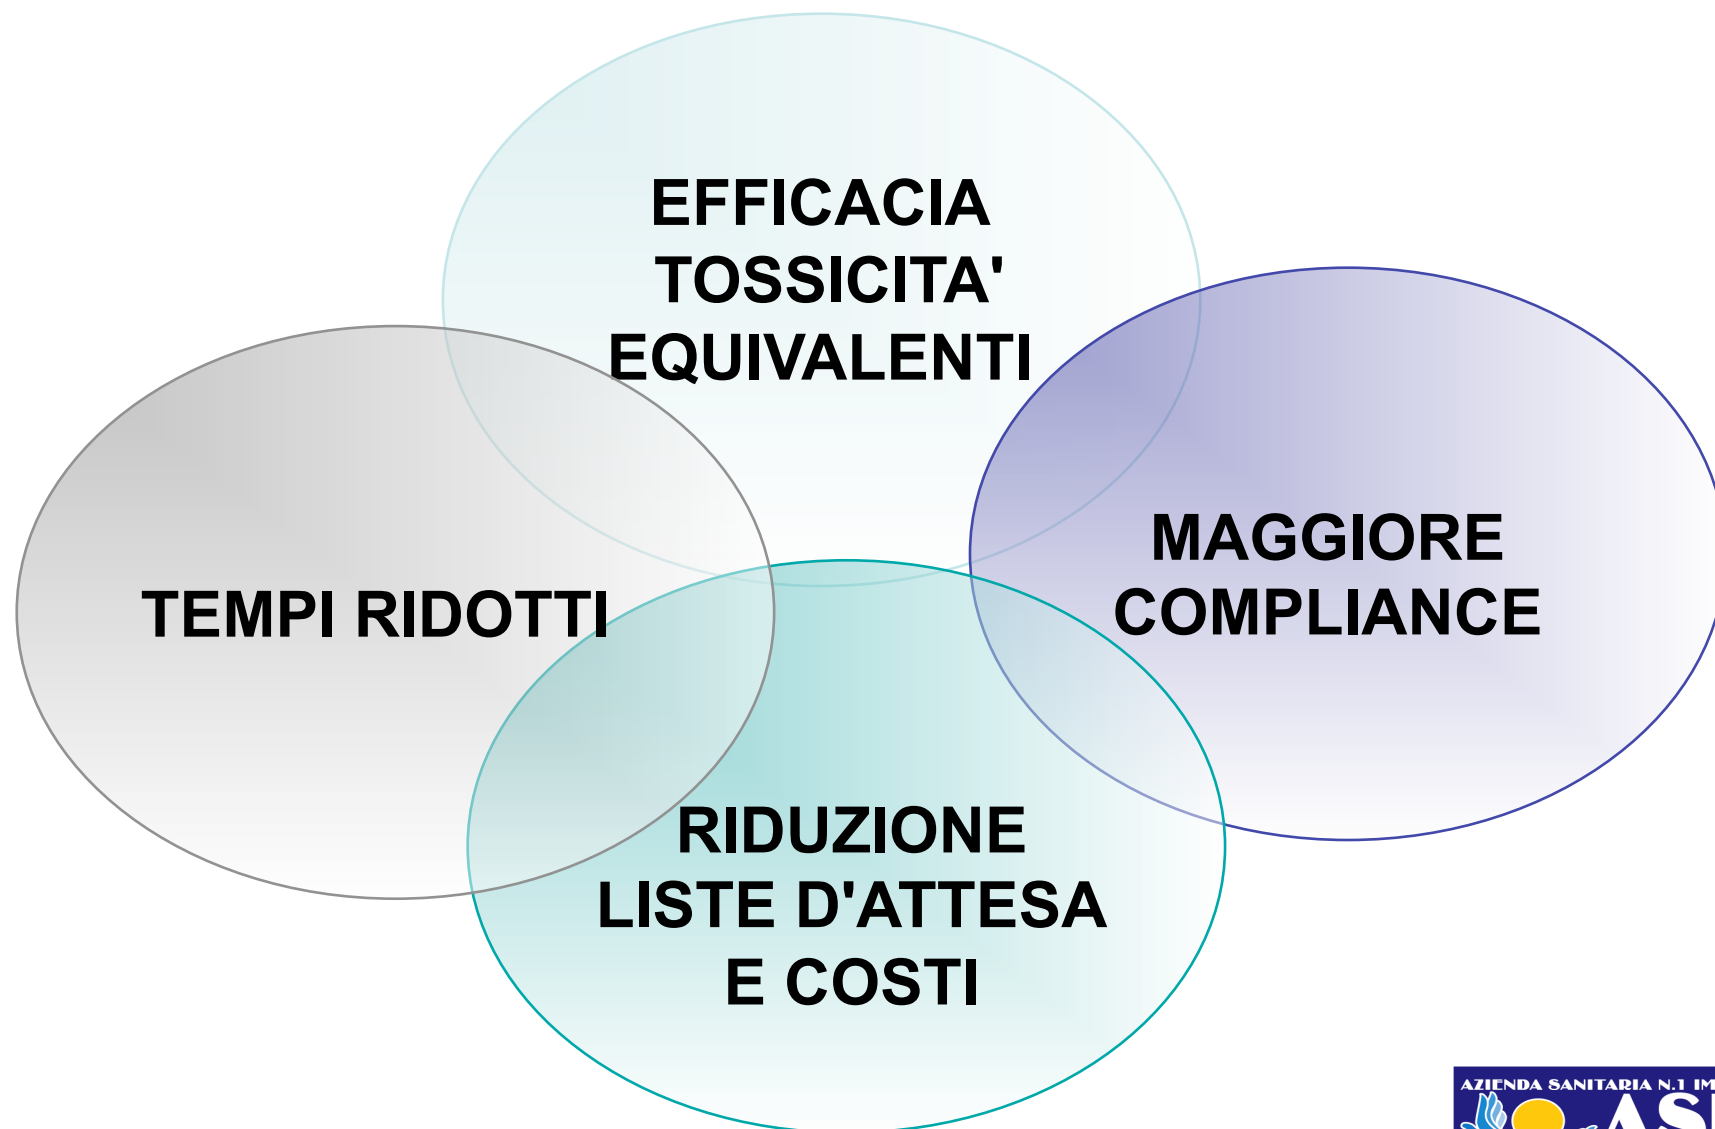 EFFICACIA
TOSSICITA'
EQUIVALENTI
MAGGIORE
COMPLIANCE
TEMPI RIDOTTI
RIDUZIONE
LISTE D'ATTESA
E COSTI
AZIENDA SANITARIA N.1